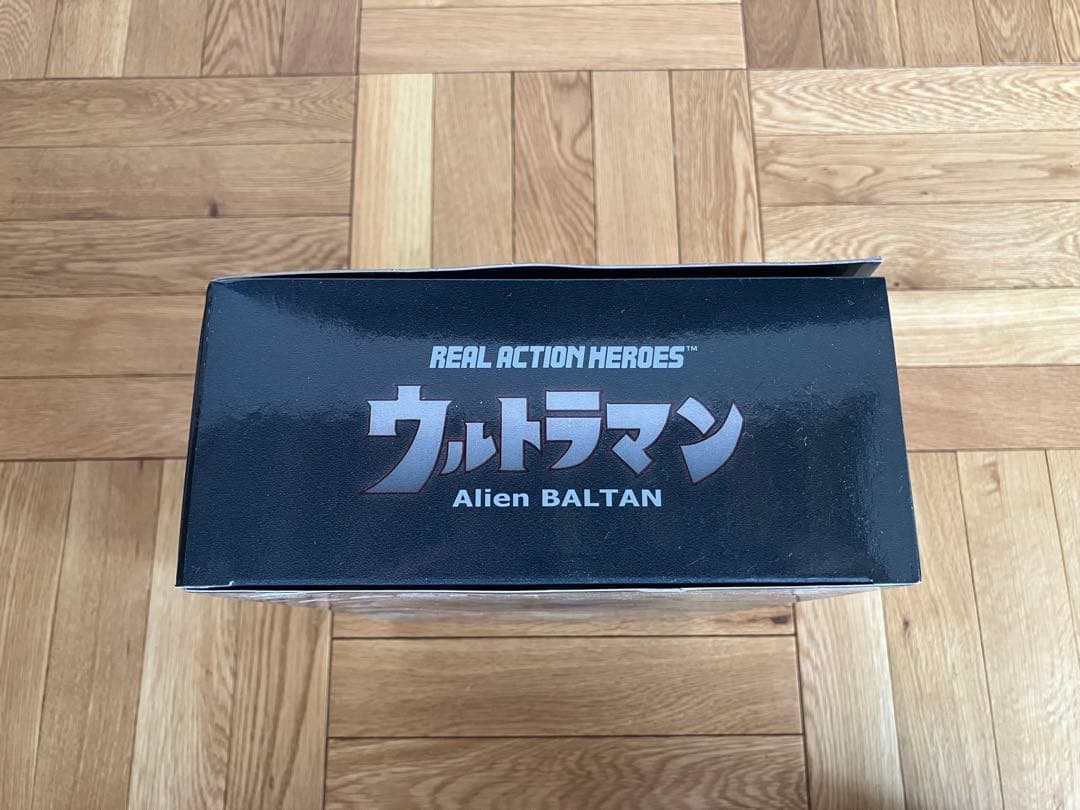 REAL ACTION HEROES™
ウルトラマン
Alien BALTAN